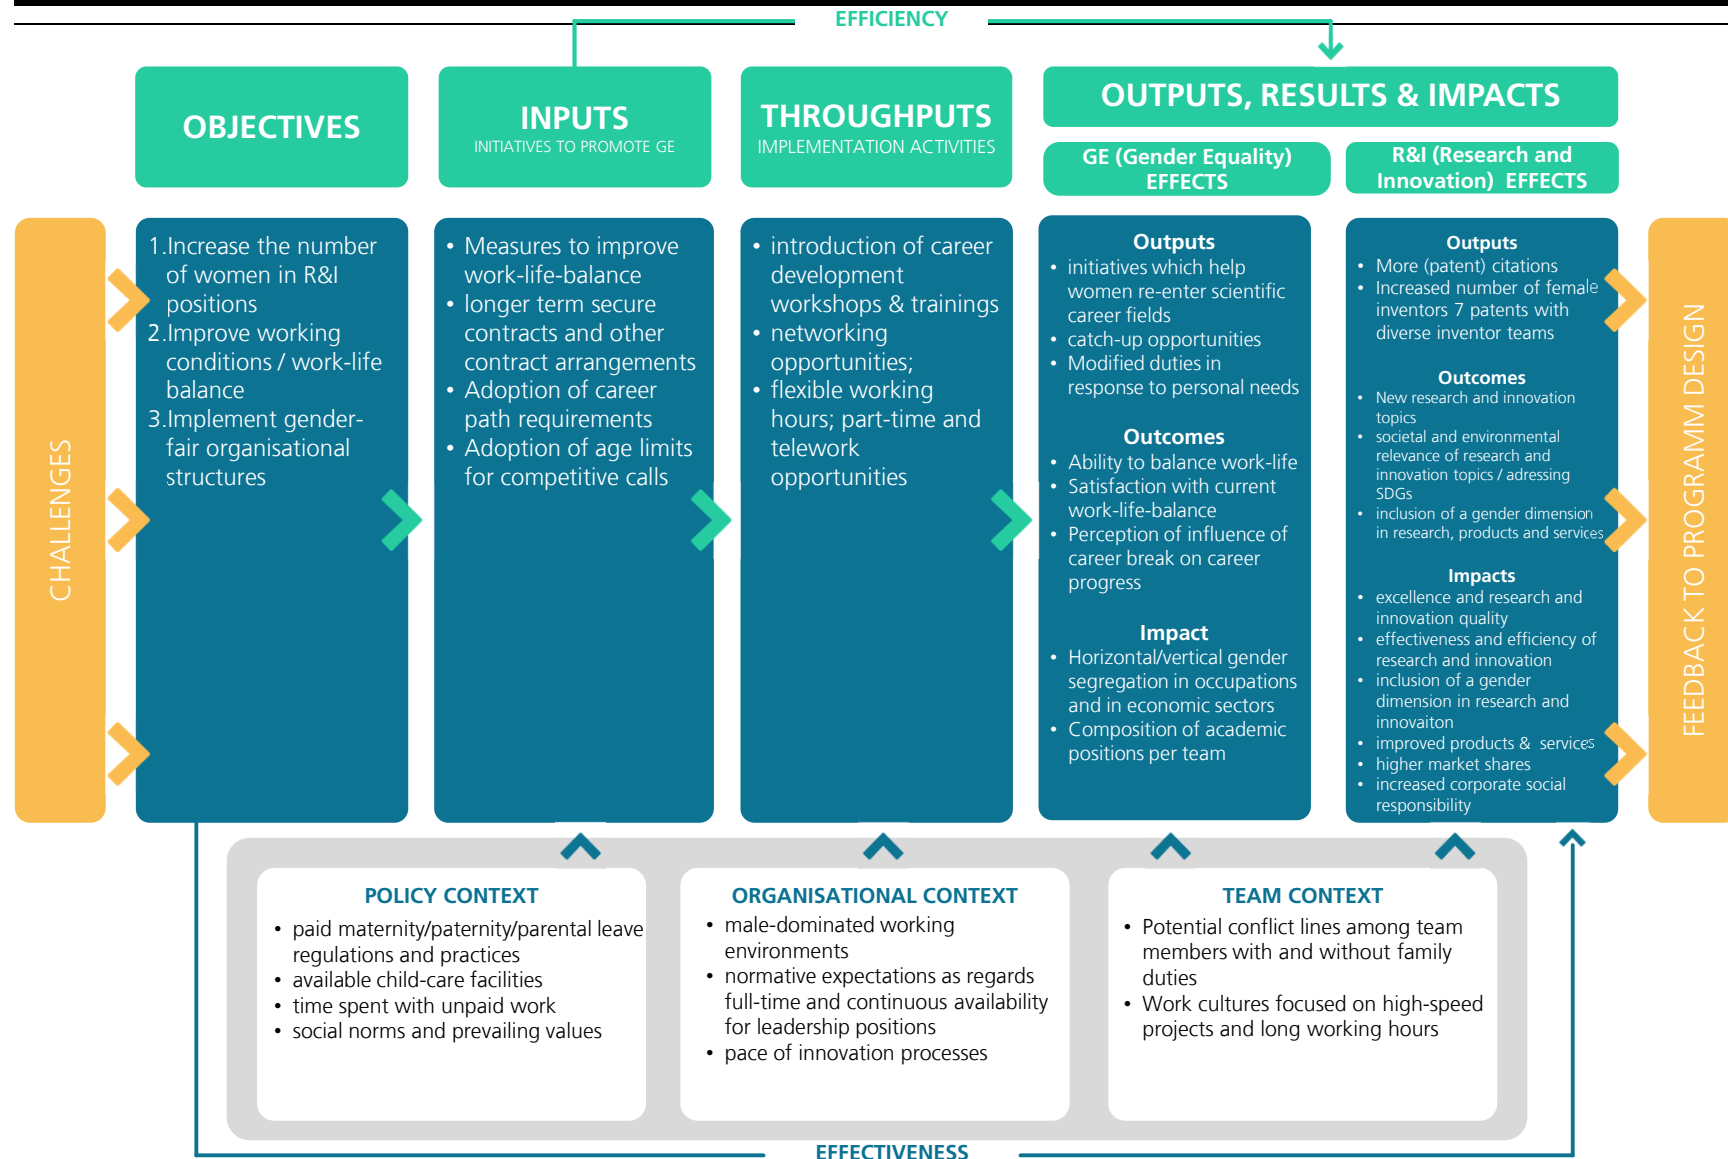 EFFICIENCY
OBJECTIVES
INPUTS
INITIATIVES TO PROMOTE GE
THROUGHPUTS
IMPLEMENTATION ACTIVITIES
OUTPUTS, RESULTS & IMPACTS
GE (Gender Equality)
EFFECTS
R&I (Research and
Innovation)  EFFECTS
CHALLENGES
1.Increase the number
of women in R&I
positions
2.Improve working
conditions / work-life
balance
3.Implement gender-
fair organisational
structures
• Measures to improve
work-life-balance
• longer term secure
contracts and other
contract arrangements
• Adoption of career
path requirements
• Adoption of age limits
for competitive calls
• introduction of career
development
workshops & trainings
• networking
opportunities;
• flexible working
hours; part-time and
telework
opportunities
Outputs
• initiatives which help
women re-enter scientific
career fields
• catch-up opportunities
• Modified duties in
response to personal needs
Outcomes
• Ability to balance work-life
• Satisfaction with current
work-life-balance
• Perception of influence of
career break on career
progress
Impact
• Horizontal/vertical gender
segregation in occupations
and in economic sectors
• Composition of academic
positions per team
Outputs
• More (patent) citations
• Increased number of female
inventors 7 patents with
diverse inventor teams
Outcomes
• New research and innovation
topics
• societal and environmental
relevance of research and
innovation topics / adressing
SDGs
• inclusion of a gender dimension
in research, products and services
Impacts
• excellence and research and
innovation quality
• effectiveness and efficiency of
research and innovation
• inclusion of a gender
dimension in research and
innovaiton
• improved products &  services
• higher market shares
• increased corporate social
responsibility
FEEDBACK TO PROGRAMM DESIGN
POLICY CONTEXT
• paid maternity/paternity/parental leave
regulations and practices
• available child-care facilities
• time spent with unpaid work
• social norms and prevailing values
ORGANISATIONAL CONTEXT
• male-dominated working
environments
• normative expectations as regards
full-time and continuous availability
for leadership positions
• pace of innovation processes
TEAM CONTEXT
• Potential conflict lines among team
members with and without family
duties
• Work cultures focused on high-speed
projects and long working hours
EFFECTIVENESS